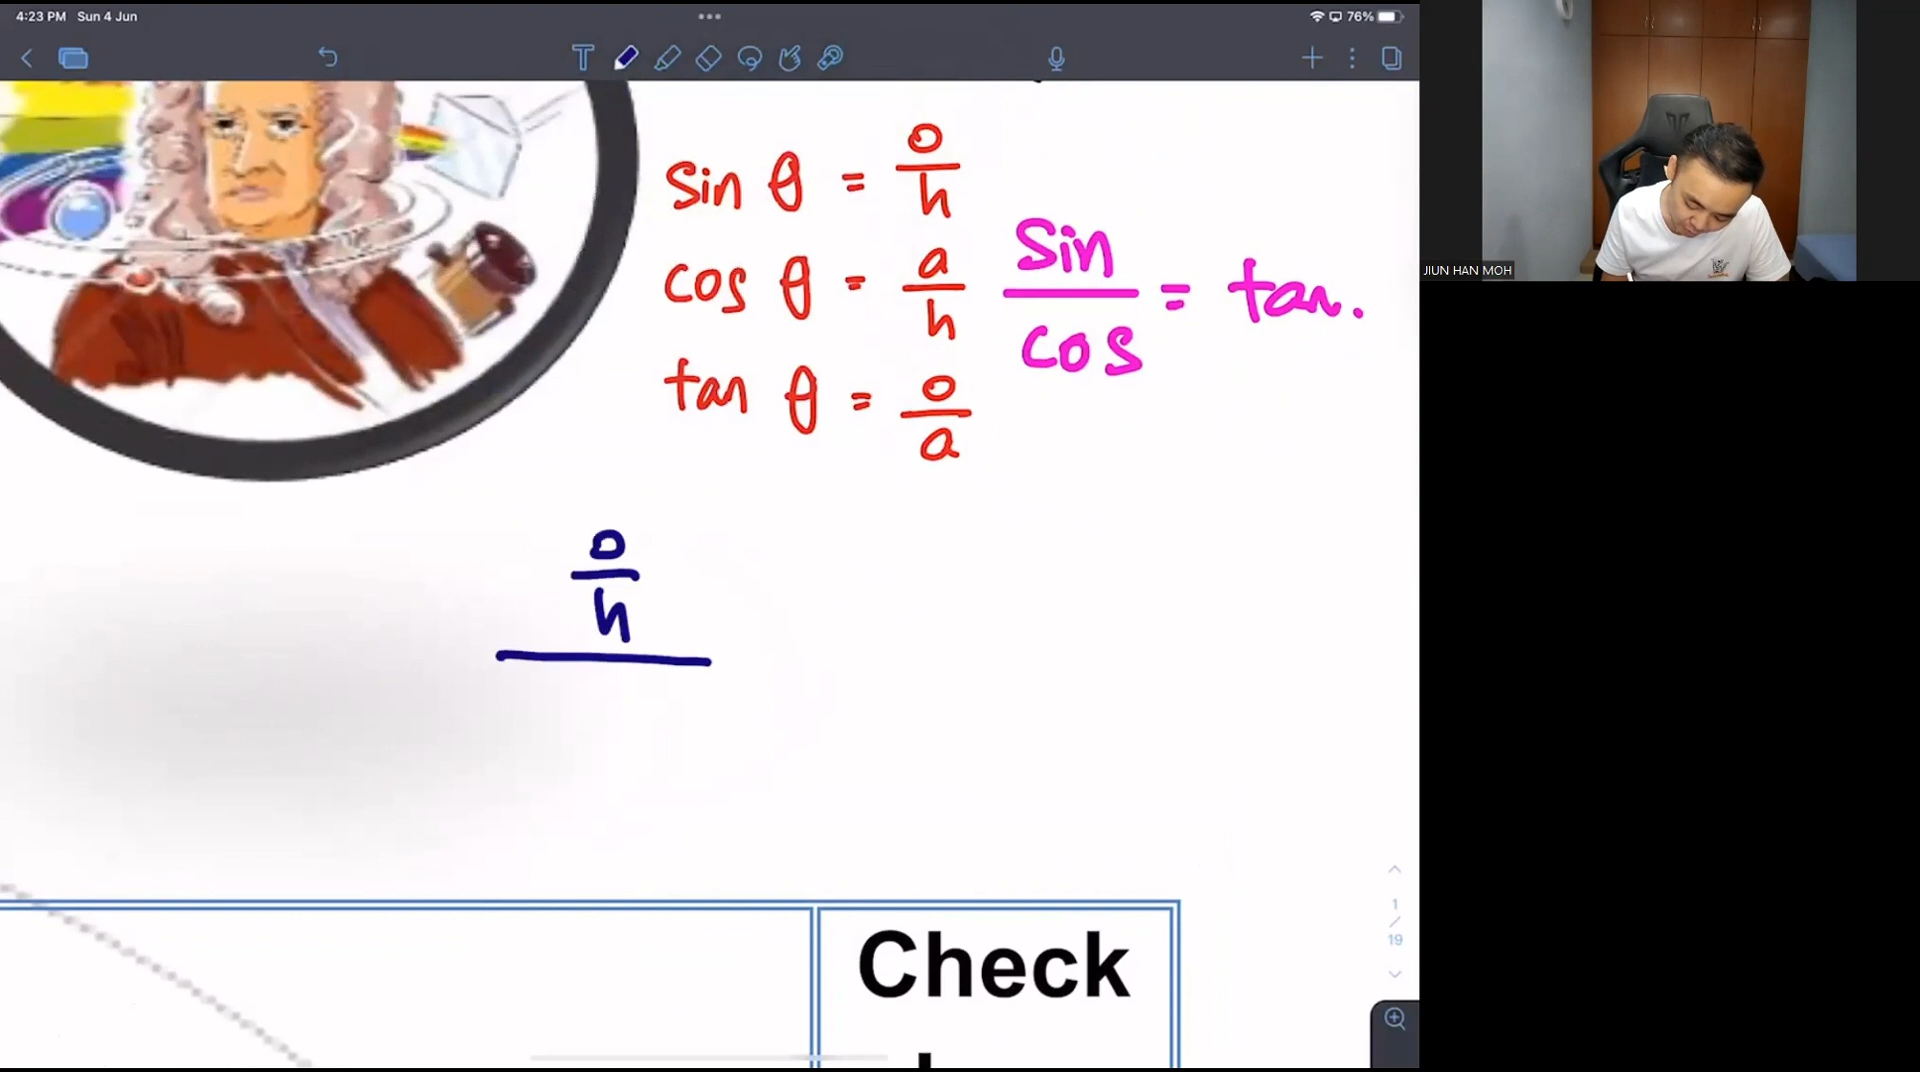 4:23 PM Sun 4 Jun
76%
sin θ = o/h
cos θ = a/h
tan θ = o/a
sin/cos = tan.
o/h
JIUN HAN MOH
1
/
19
Check